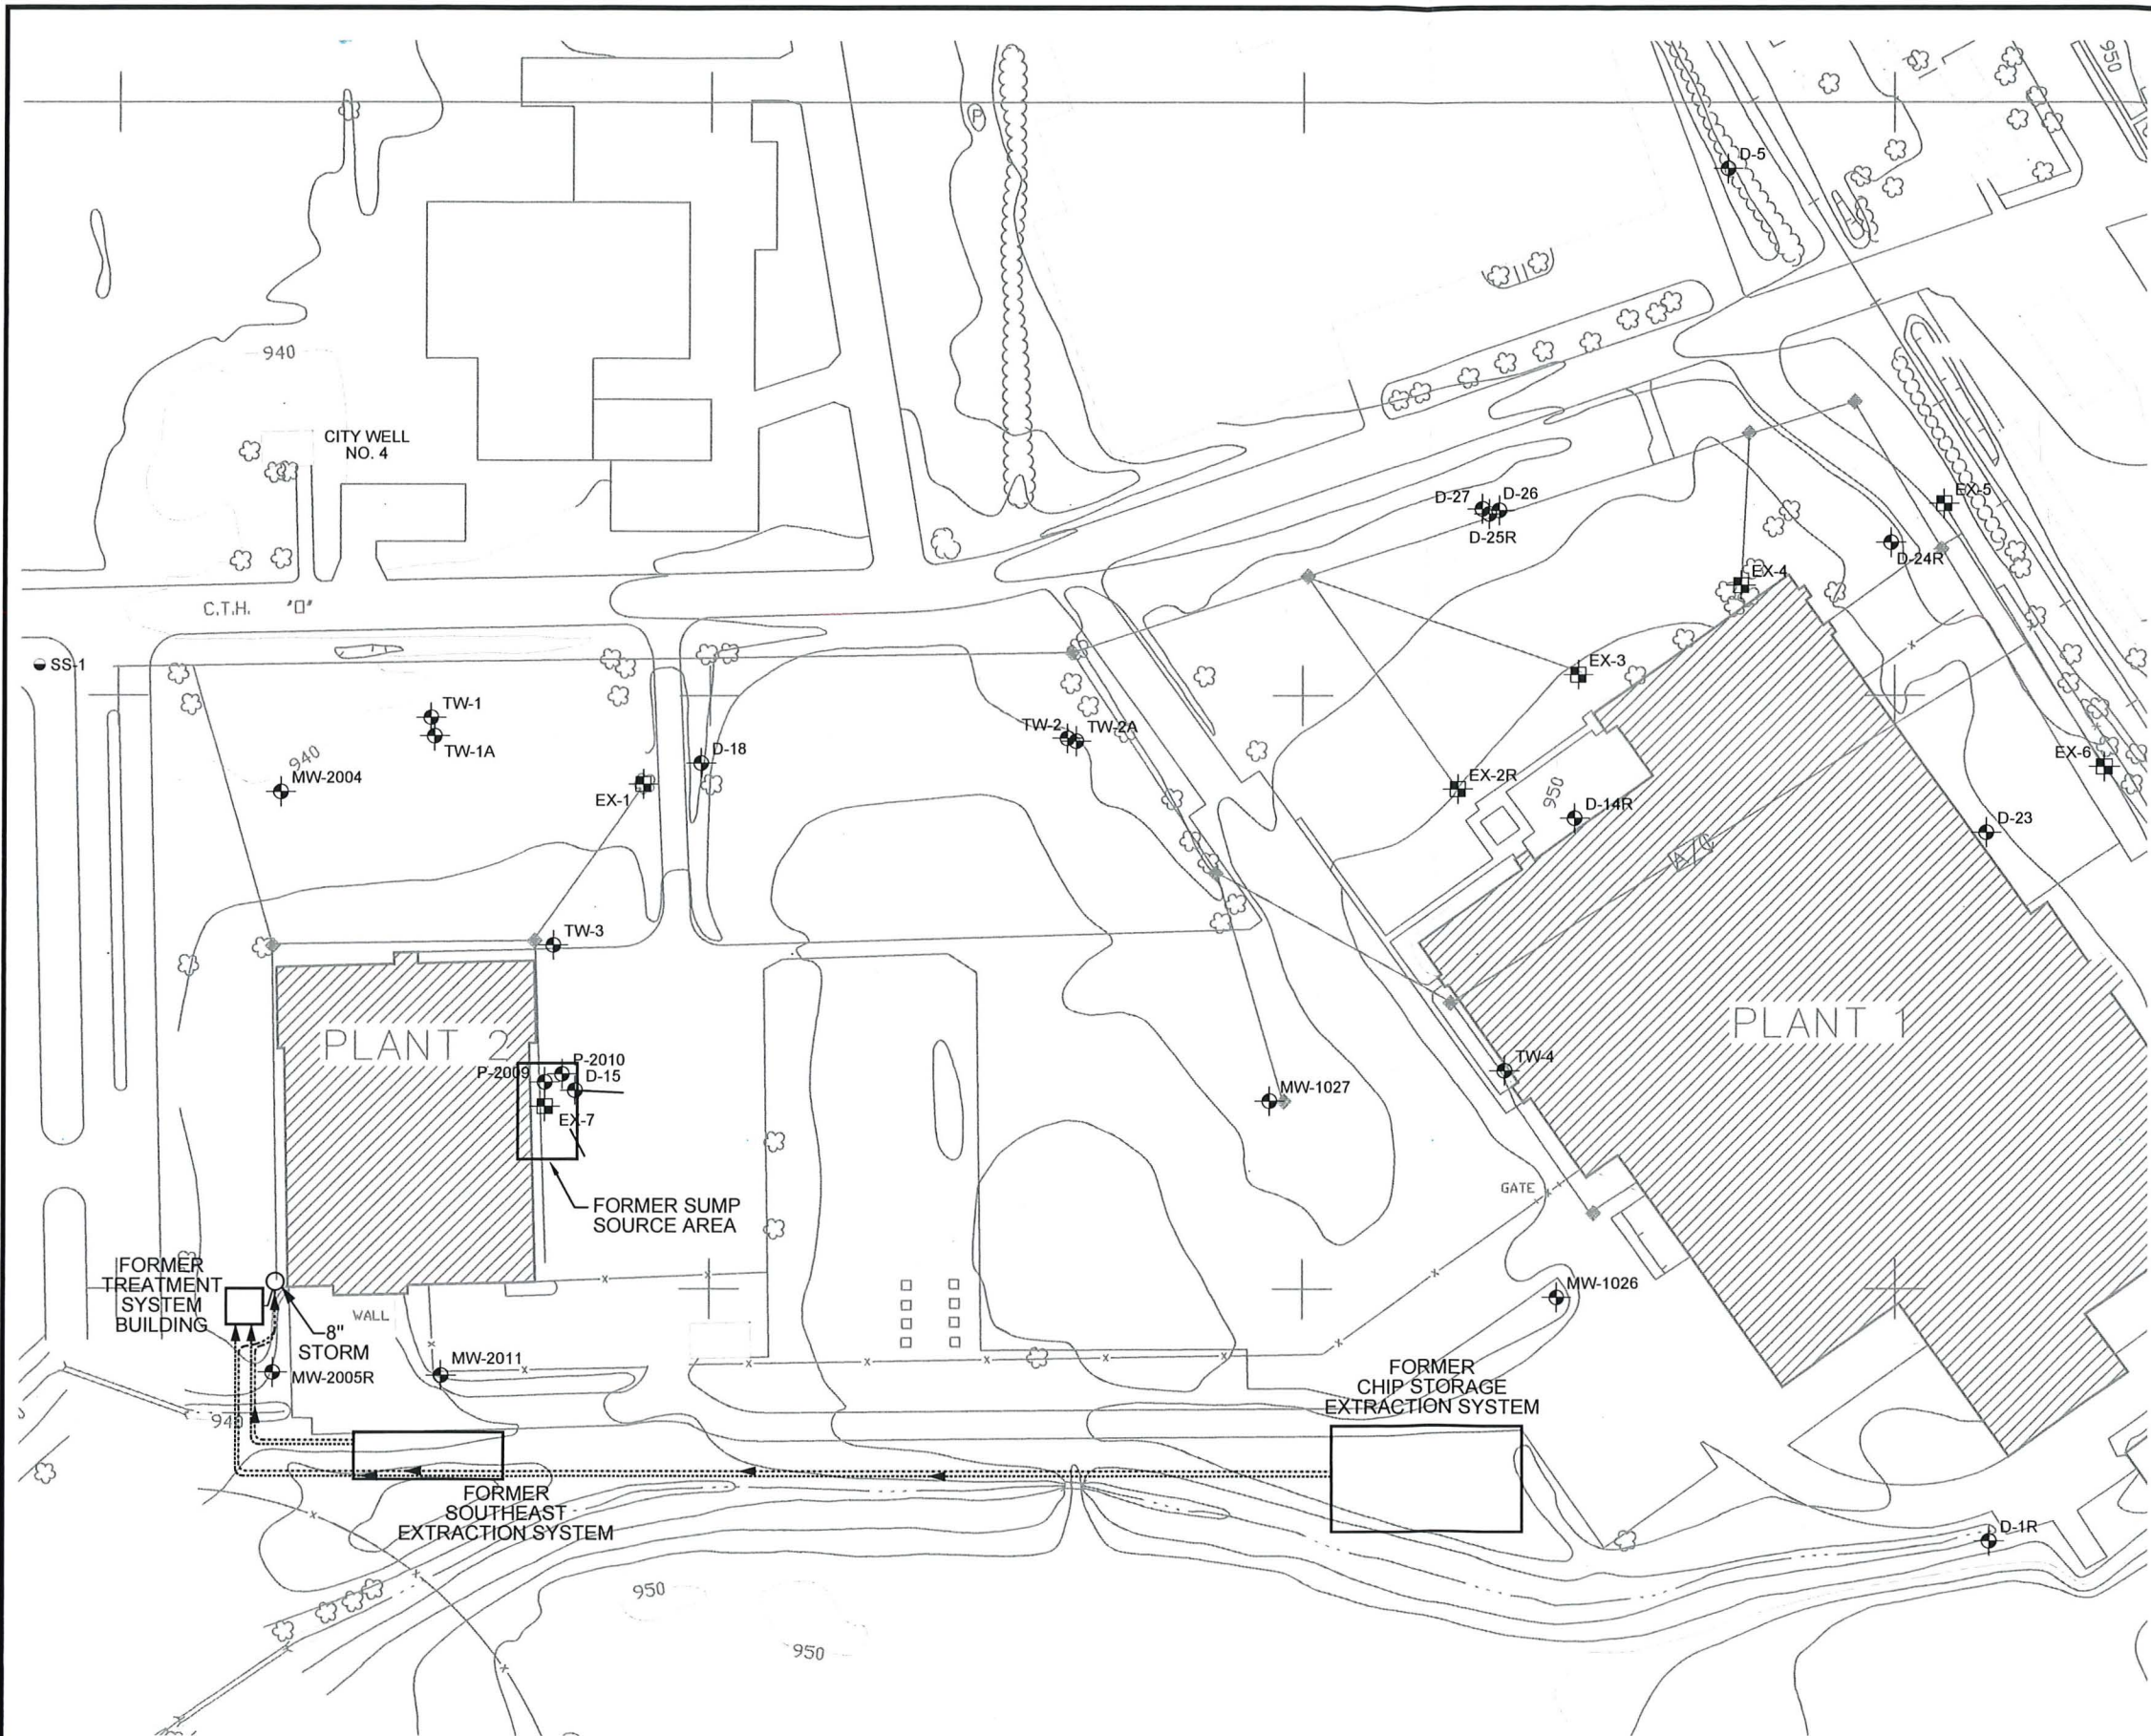 950
P
D-5
940
CITY WELL
NO. 4
D-27
D-26
D-25R
EX-5
D-24R
EX-4
C.T.H. "O"
SS-1
EX-3
TW-1
TW-1A
TW-2
TW-2A
D-18
940
MW-2004
EX-1
EX-2R
EX-6
950
D-14R
D-23
A/C
TW-3
PLANT 2
PLANT 1
P-2010
P-2009
D-15
EX-7
TW-4
MW-1027
GATE
FORMER SUMP
SOURCE AREA
FORMER
TREATMENT
SYSTEM
BUILDING
WALL
8"
STORM
MW-1026
MW-2011
MW-2005R
FORMER
CHIP STORAGE
EXTRACTION SYSTEM
940
FORMER
SOUTHEAST
EXTRACTION SYSTEM
D-1R
950
950